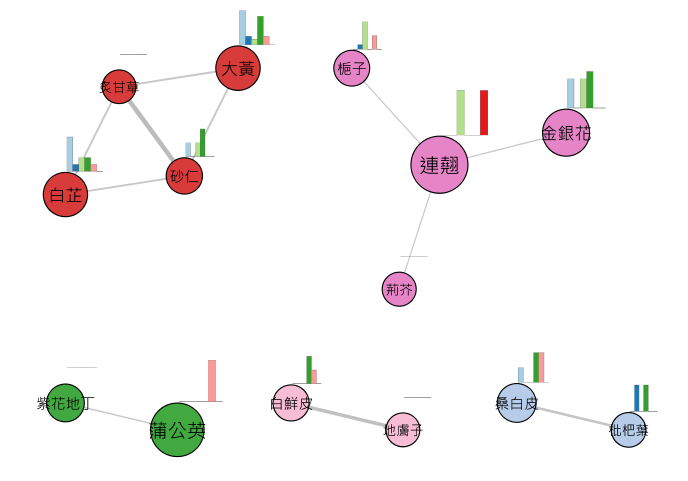 大黃
炙甘草
砂仁
白芷
梔子
金銀花
連翹
荊芥
紫花地丁
蒲公英
白鮮皮
地膚子
桑白皮
枇杷葉